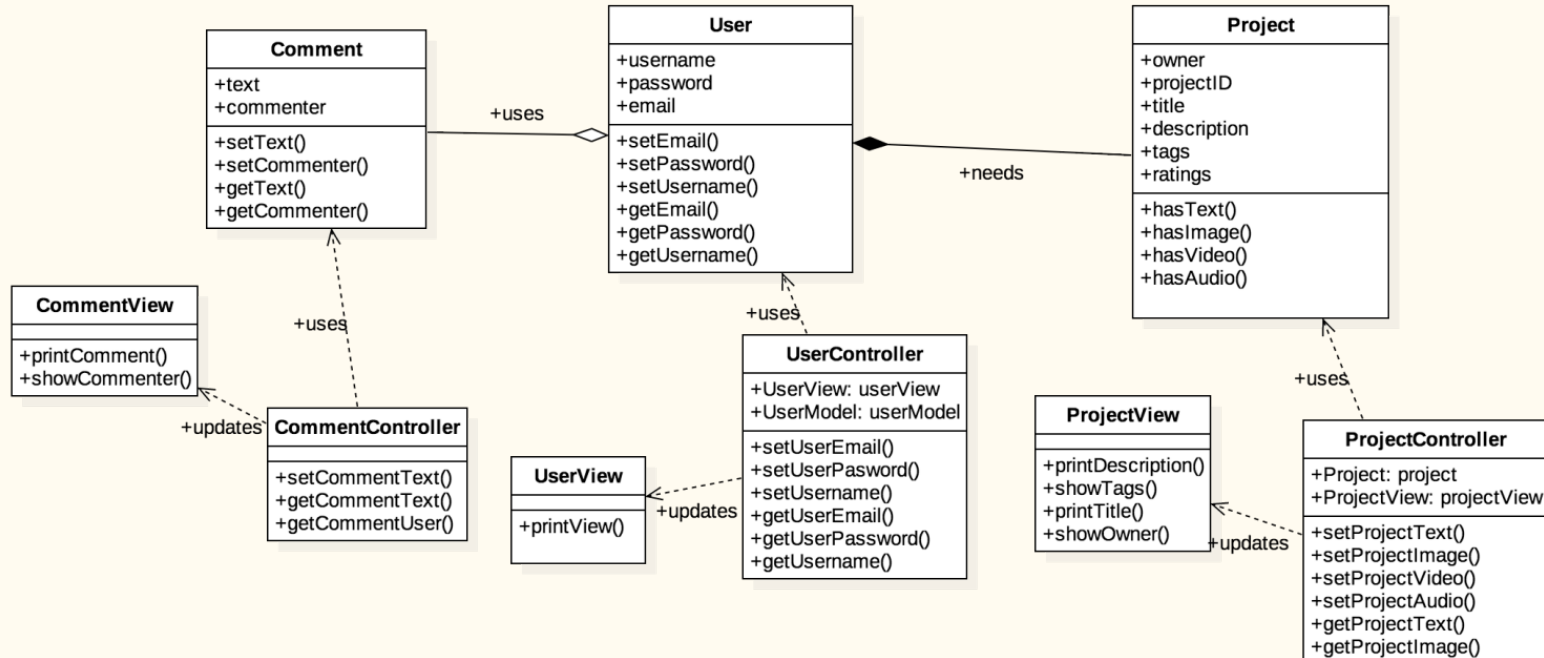 Comment
+text
+commenter
+setText()
+setCommenter()
+getText()
+getCommenter()
+uses
User
+username
+password
+email
+setEmail()
+setPassword()
+setUsername()
+getEmail()
+getPassword()
+getUsername()
+needs
Project
+owner
+projectID
+title
+description
+tags
+ratings
+hasText()
+hasImage()
+hasVideo()
+hasAudio()
CommentView
+printComment()
+showCommenter()
+uses
+updates
CommentController
+setCommentText()
+getCommentText()
+getCommentUser()
+uses
UserView
+printView()
+updates
UserController
+UserView: userView
+UserModel: userModel
+setUserEmail()
+setUserPasword()
+setUsername()
+getUserEmail()
+getUserPassword()
+getUsername()
+uses
ProjectView
+printDescription()
+showTags()
+printTitle()
+showOwner()
+updates
ProjectController
+Project: project
+ProjectView: projectView
+setProjectText()
+setProjectImage()
+setProjectVideo()
+setProjectAudio()
+getProjectText()
+getProjectImage()